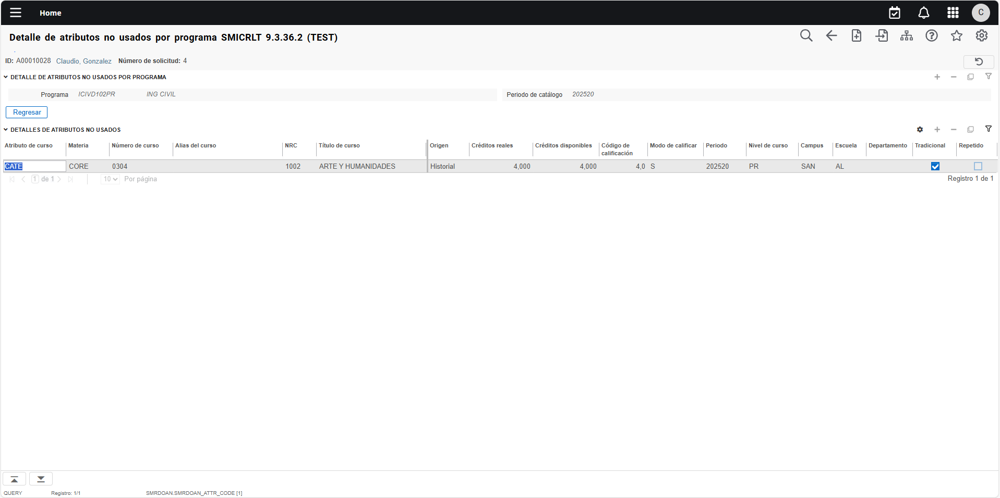 Home
C
Detalle de atributos no usados por programa SMICRLT 9.3.36.2 (TEST)
ID: A00010028 Claudio, Gonzalez Número de solicitud: 4
DETALLE DE ATRIBUTOS NO USADOS POR PROGRAMA
Programa ICIVD102PR ING CIVIL Periodo de catálogo 202520
Regresar
DETALLES DE ATRIBUTOS NO USADOS
Atributo de curso Materia Número de curso Alias del curso NRC Título de curso Origen Créditos reales Créditos disponibles Código de calificación Modo de calificar Periodo Nivel de curso Campus Escuela Departamento Tradicional Repetido
CATE CORE 0304 1002 ARTE Y HUMANIDADES Historial 4,000 4,000 4,0 S 202520 PR SAN AL
1 de 1 10 Por página Registro 1 de 1
QUERY Registro: 1/1 SMRDOAN.SMRDOAN_ATTR_CODE [1]